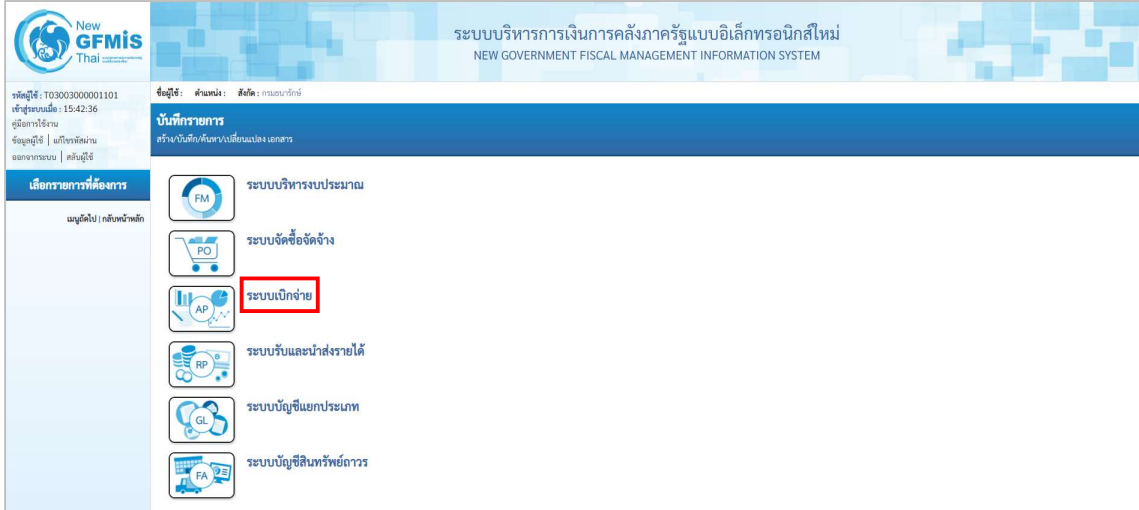 New
GFMiS
Thai
ระบบบริหารการเงินการคลังภาครัฐแบบอิเล็กทรอนิกส์ใหม่
NEW GOVERNMENT FISCAL MANAGEMENT INFORMATION SYSTEM
รหัสผู้ใช้ : T03003000001101
เข้าสู่ระบบเมื่อ : 15:42:36
คู่มือการใช้งาน
ข้อมูลผู้ใช้ | แก้ไขรหัสผ่าน
ออกจากระบบ | สลับผู้ใช้
ชื่อผู้ใช้ : ตำแหน่ง : สังกัด : กรมธนารักษ์
บันทึกรายการ
สร้าง/บันทึก/ค้นหา/เปลี่ยนแปลง เอกสาร
เลือกรายการที่ต้องการ
เมนูถัดไป | กลับหน้าหลัก
FM ระบบบริหารงบประมาณ
PO ระบบจัดซื้อจัดจ้าง
AP ระบบเบิกจ่าย
RP ระบบรับและนำส่งรายได้
GL ระบบบัญชีแยกประเภท
FA ระบบบัญชีสินทรัพย์ถาวร